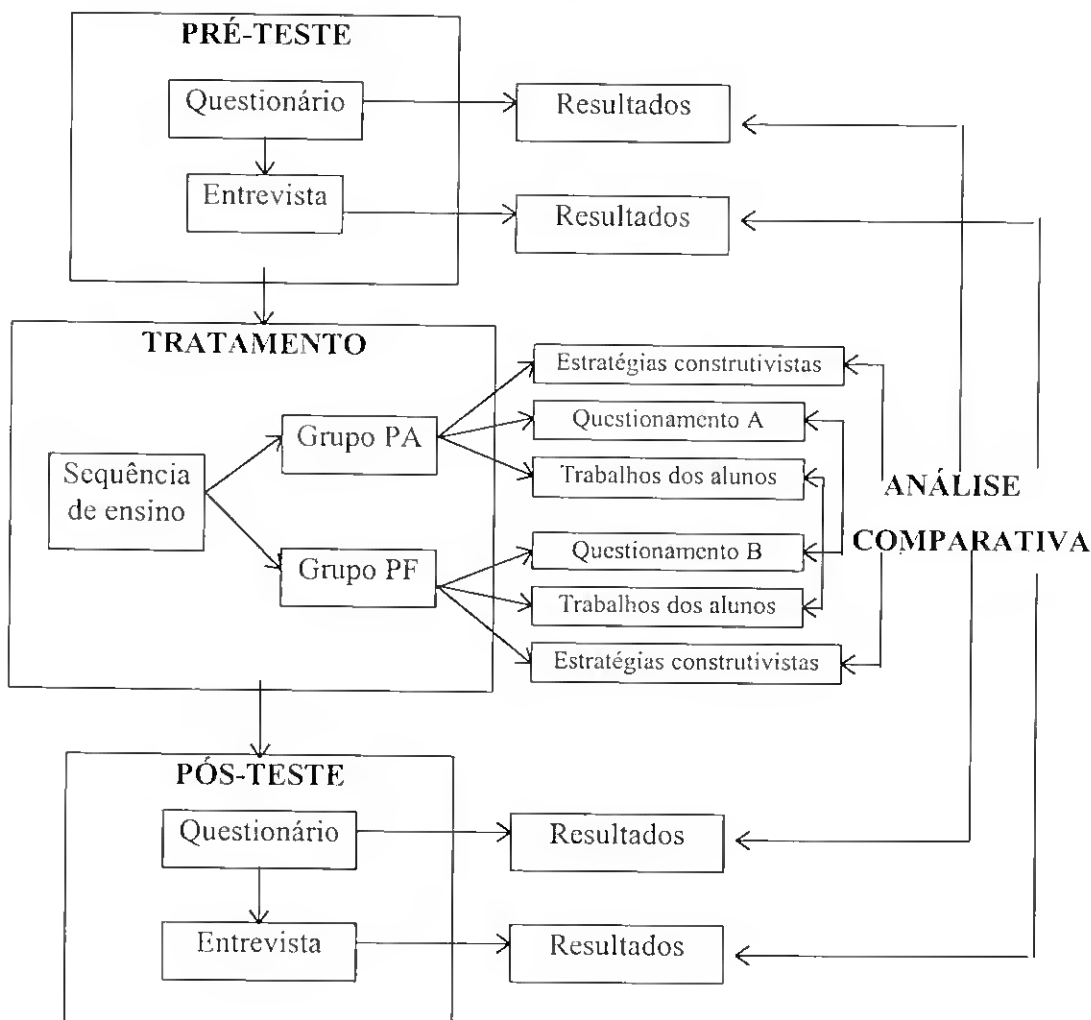 PRÉ-TESTE
Questionário
Resultados
Entrevista
Resultados
TRATAMENTO
Estratégias construtivistas
Grupo PA
Questionamento A
Sequência
de ensino
Trabalhos dos alunos
ANÁLISE
COMPARATIVA
Grupo PF
Questionamento B
Trabalhos dos alunos
Estratégias construtivistas
PÓS-TESTE
Questionário
Resultados
Entrevista
Resultados